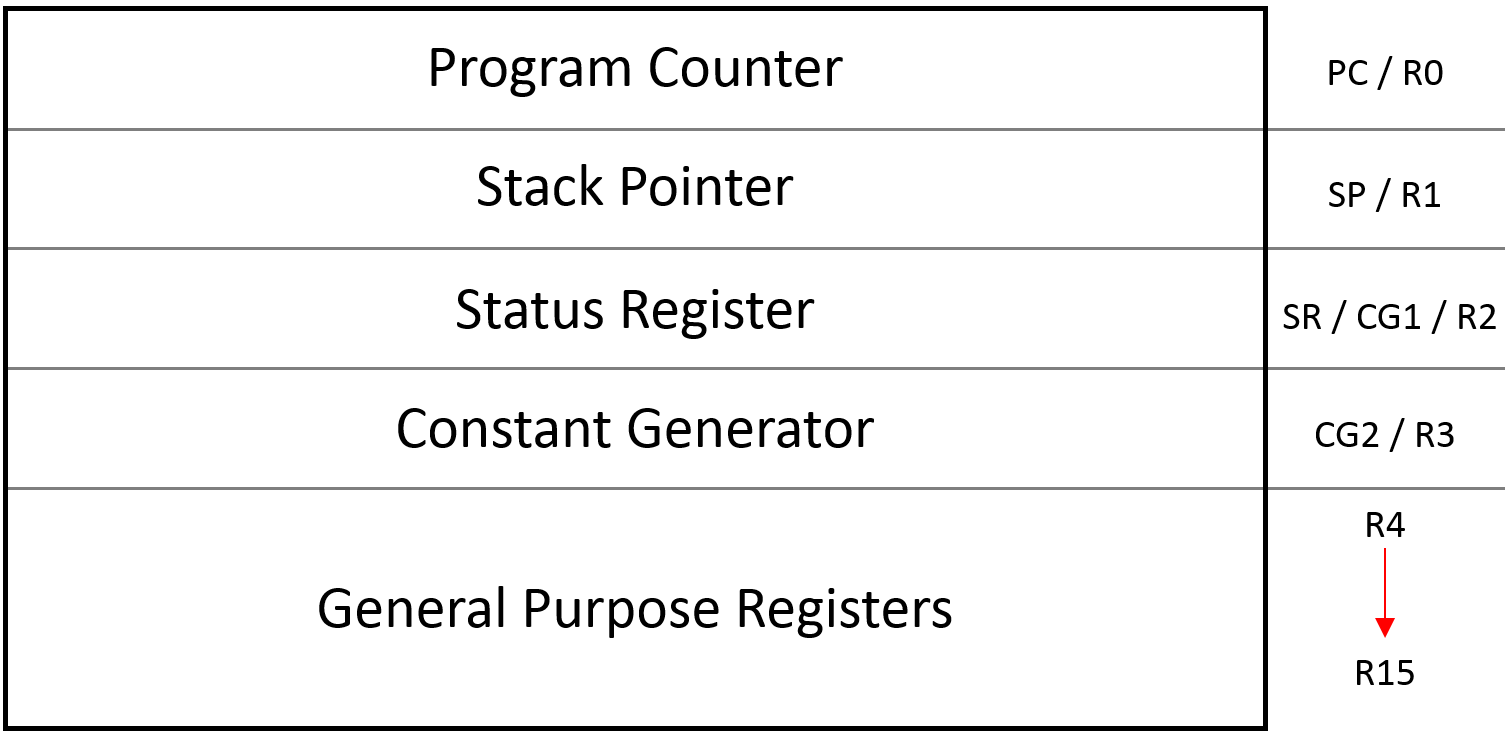 Program Counter
PC / R0
Stack Pointer
SP / R1
Status Register
SR / CG1 / R2
Constant Generator
CG2 / R3
General Purpose Registers
R4
R15